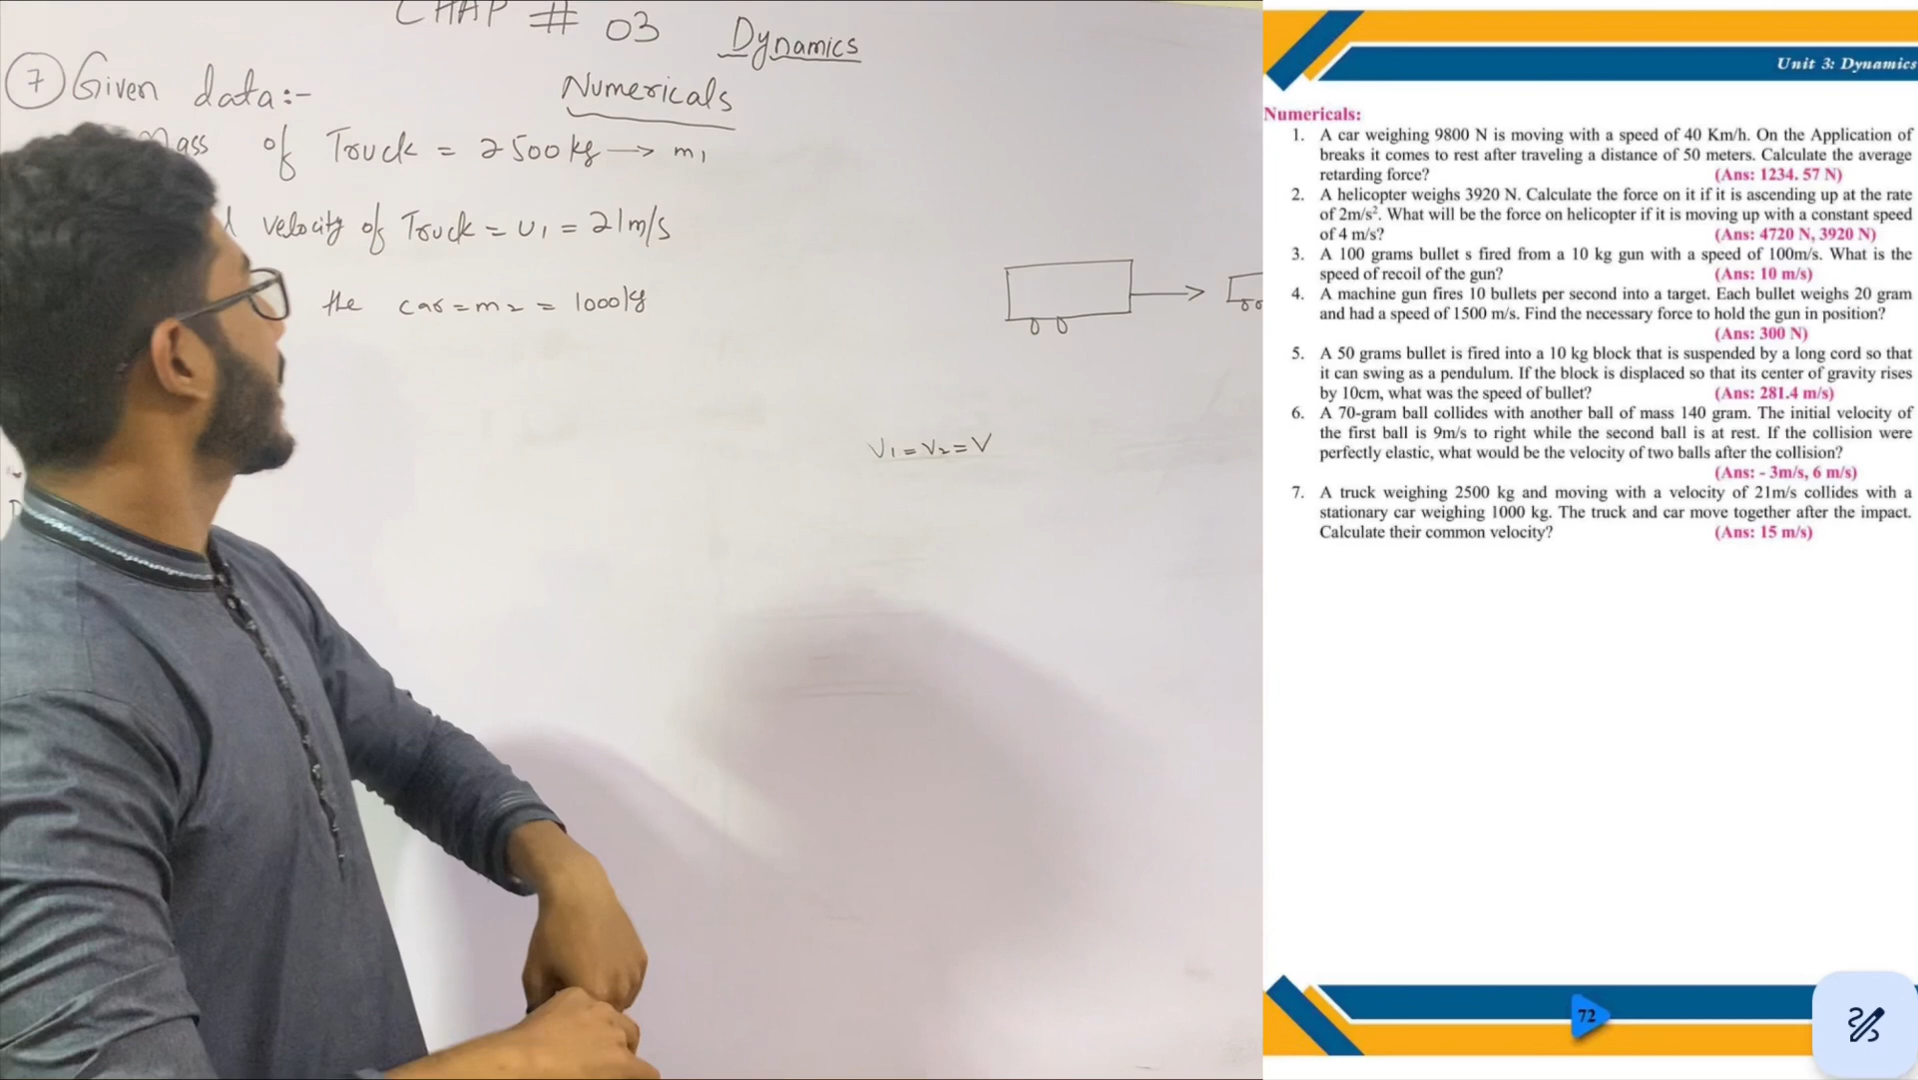 CHAP # 03
Dynamics
Numericals
7 Given data:-
Mass of Truck = 2500 kg → m1
velocity of Truck = U1 = 21m/s
the car = m2 = 1000kg
V1 = V2 = V
Unit 3: Dynamics
Numericals:
1. A car weighing 9800 N is moving with a speed of 40 Km/h. On the Application of
breaks it comes to rest after traveling a distance of 50 meters. Calculate the average
retarding force? (Ans: 1234. 57 N)
2. A helicopter weighs 3920 N. Calculate the force on it if it is ascending up at the rate
of 2m/s². What will be the force on helicopter if it is moving up with a constant speed
of 4 m/s? (Ans: 4720 N, 3920 N)
3. A 100 grams bullet s fired from a 10 kg gun with a speed of 100m/s. What is the
speed of recoil of the gun? (Ans: 10 m/s)
4. A machine gun fires 10 bullets per second into a target. Each bullet weighs 20 gram
and had a speed of 1500 m/s. Find the necessary force to hold the gun in position?
(Ans: 300 N)
5. A 50 grams bullet is fired into a 10 kg block that is suspended by a long cord so that
it can swing as a pendulum. If the block is displaced so that its center of gravity rises
by 10cm, what was the speed of bullet? (Ans: 281.4 m/s)
6. A 70-gram ball collides with another ball of mass 140 gram. The initial velocity of
the first ball is 9m/s to right while the second ball is at rest. If the collision were
perfectly elastic, what would be the velocity of two balls after the collision?
(Ans: - 3m/s, 6 m/s)
7. A truck weighing 2500 kg and moving with a velocity of 21m/s collides with a
stationary car weighing 1000 kg. The truck and car move together after the impact.
Calculate their common velocity? (Ans: 15 m/s)
72